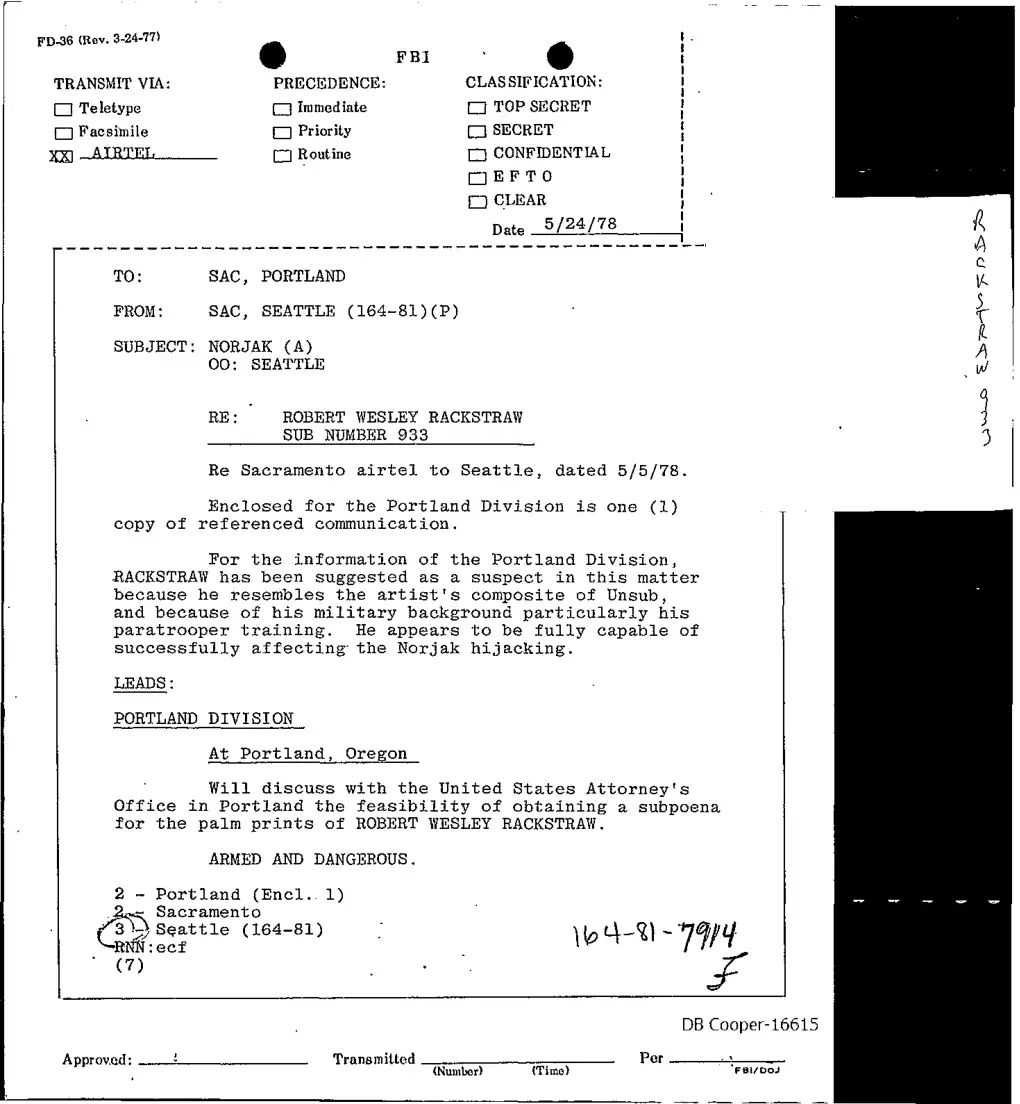 FD-36 (Rev. 3-24-77)
FBI
TRANSMIT VIA:
Teletype
Facsimile
XX AIRTEL
PRECEDENCE:
Immediate
Priority
Routine
CLASSIFICATION:
TOP SECRET
SECRET
CONFIDENTIAL
E F T O
CLEAR
Date 5/24/78
TO: SAC, PORTLAND
FROM: SAC, SEATTLE (164-81)(P)
SUBJECT: NORJAK (A)
OO: SEATTLE
RE: ROBERT WESLEY RACKSTRAW
SUB NUMBER 933
Re Sacramento airtel to Seattle, dated 5/5/78.
Enclosed for the Portland Division is one (1)
copy of referenced communication.
For the information of the Portland Division,
RACKSTRAW has been suggested as a suspect in this matter
because he resembles the artist's composite of Unsub,
and because of his military background particularly his
paratrooper training. He appears to be fully capable of
successfully affecting the Norjak hijacking.
LEADS:
PORTLAND DIVISION
At Portland, Oregon
Will discuss with the United States Attorney's
Office in Portland the feasibility of obtaining a subpoena
for the palm prints of ROBERT WESLEY RACKSTRAW.
ARMED AND DANGEROUS.
2 - Portland (Encl. 1)
2 - Sacramento
3 - Seattle (164-81)
RNN:ecf
(7)
164-81-7914
F
RACKSTRAW 933
DB Cooper-16615
Approved: Transmitted Per
(Number) (Time)
FBI/DOJ